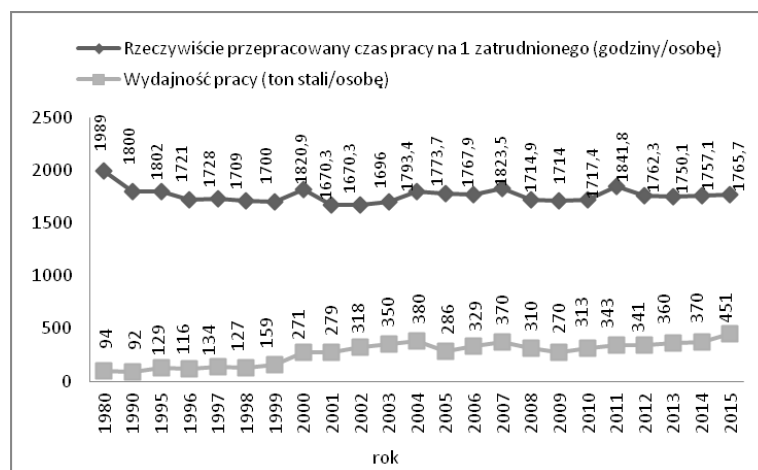 Rzeczywiście przepracowany czas pracy na 1 zatrudnionego (godziny/osobę)
Wydajność pracy (ton stali/osobę)
2500
2000
1500
1000
500
0
1989 1800 1802 1721 1728 1709 1700 1820,9 1670,3 1670,3 1696 1793,4 1773,7 1767,9 1823,5 1714,9 1714 1717,4 1841,8 1762,3 1750,1 1757,1 1765,7
94 92 129 116 134 127 159 271 279 318 350 380 286 329 370 310 270 313 343 341 360 370 451
1980 1990 1995 1996 1997 1998 1999 2000 2001 2002 2003 2004 2005 2006 2007 2008 2009 2010 2011 2012 2013 2014 2015
rok